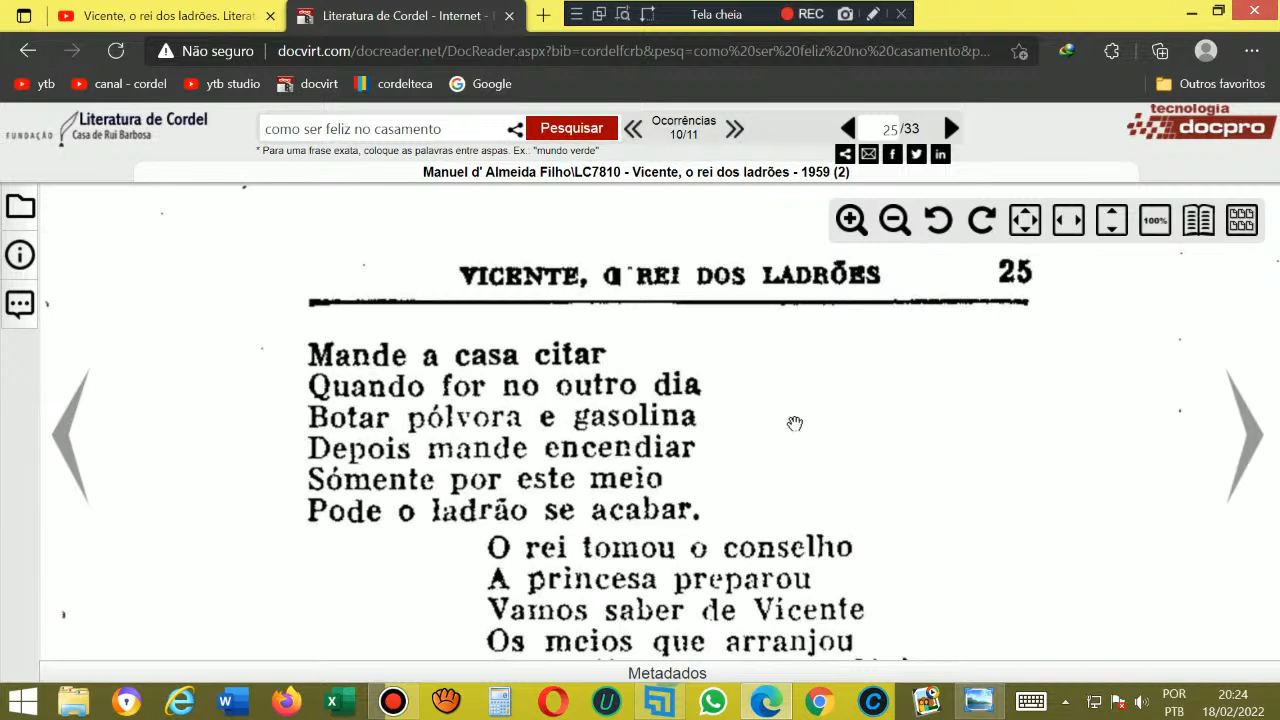 Vicente, o rei dos ladrões. Literat
Literatura de Cordel - Internet - I
Tela cheia
REC
Não seguro
docvirt.com/docreader.net/DocReader.aspx?bib=cordelfcrb&pesq=como%20ser%20feliz%20no%20casamento&p...
ytb
canal - cordel
ytb studio
docvirt
cordelteca
Google
Outros favoritos
FUNDAÇÃO
Literatura de Cordel
Casa de Rui Barbosa
como ser feliz no casamento
Pesquisar
Ocorrências
10/11
25 /33
tecnologia
docpro
* Para uma frase exata, coloque as palavras entre aspas. Ex.: "mundo verde"
Manuel d' Almeida Filho\LC7810 - Vicente, o rei dos ladrões - 1959 (2)
100%
VICENTE, O REI DOS LADRÕES 25
Mande a casa citar
Quando for no outro dia
Botar pólvora e gasolina
Depois mande encendiar
Sómente por este meio
Pode o ladrão se acabar.
O rei tomou o conselho
A princesa preparou
Vamos saber de Vicente
Os meios que arranjou
Metadados
POR
PTB
20:24
18/02/2022